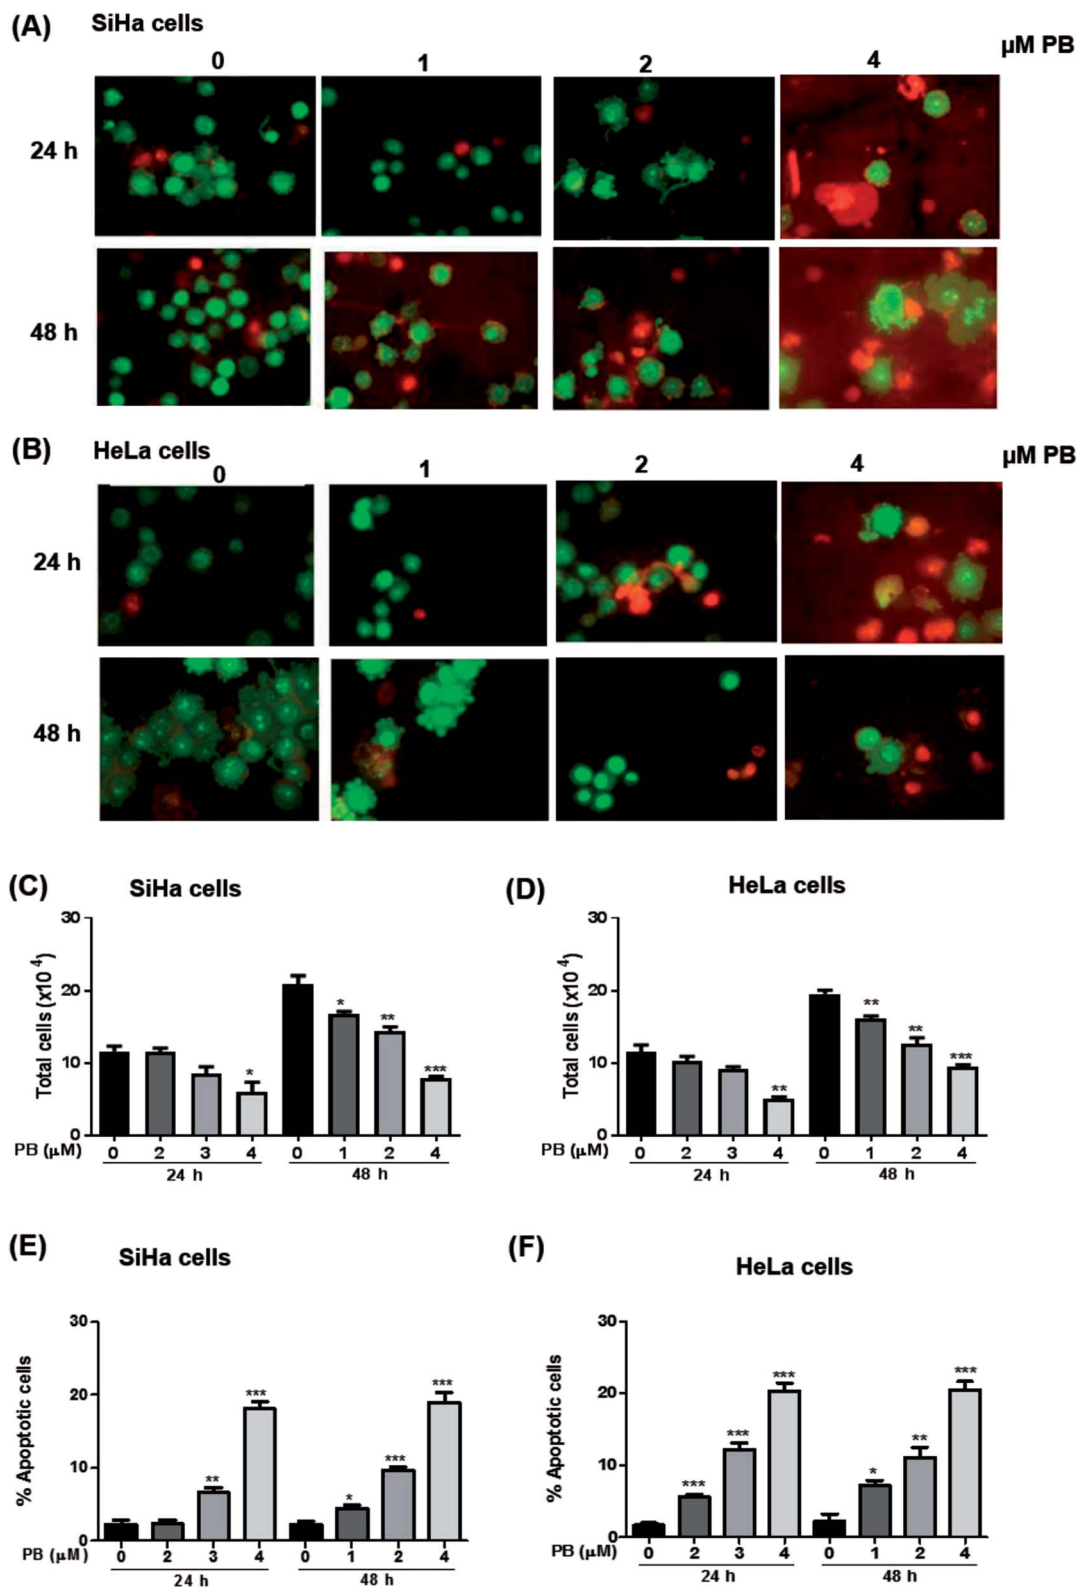 (A) SiHa cells
0 1 2 4 µM PB
24 h
48 h
(B) HeLa cells
0 1 2 4 µM PB
24 h
48 h
(C) SiHa cells
Total cells (x10 4)
30
20
10
0
* * ** ***
PB (µM) 0 2 3 4 0 1 2 4
24 h 48 h
(D) HeLa cells
Total cells (x10 4)
30
20
10
0
** ** ** ***
PB (µM) 0 2 3 4 0 1 2 4
24 h 48 h
(E) SiHa cells
% Apoptotic cells
30
20
10
0
** *** * *** ***
PB (µM) 0 2 3 4 0 1 2 4
24 h 48 h
(F) HeLa cells
% Apoptotic cells
30
20
10
0
*** *** *** * ** ***
PB (µM) 0 2 3 4 0 1 2 4
24 h 48 h